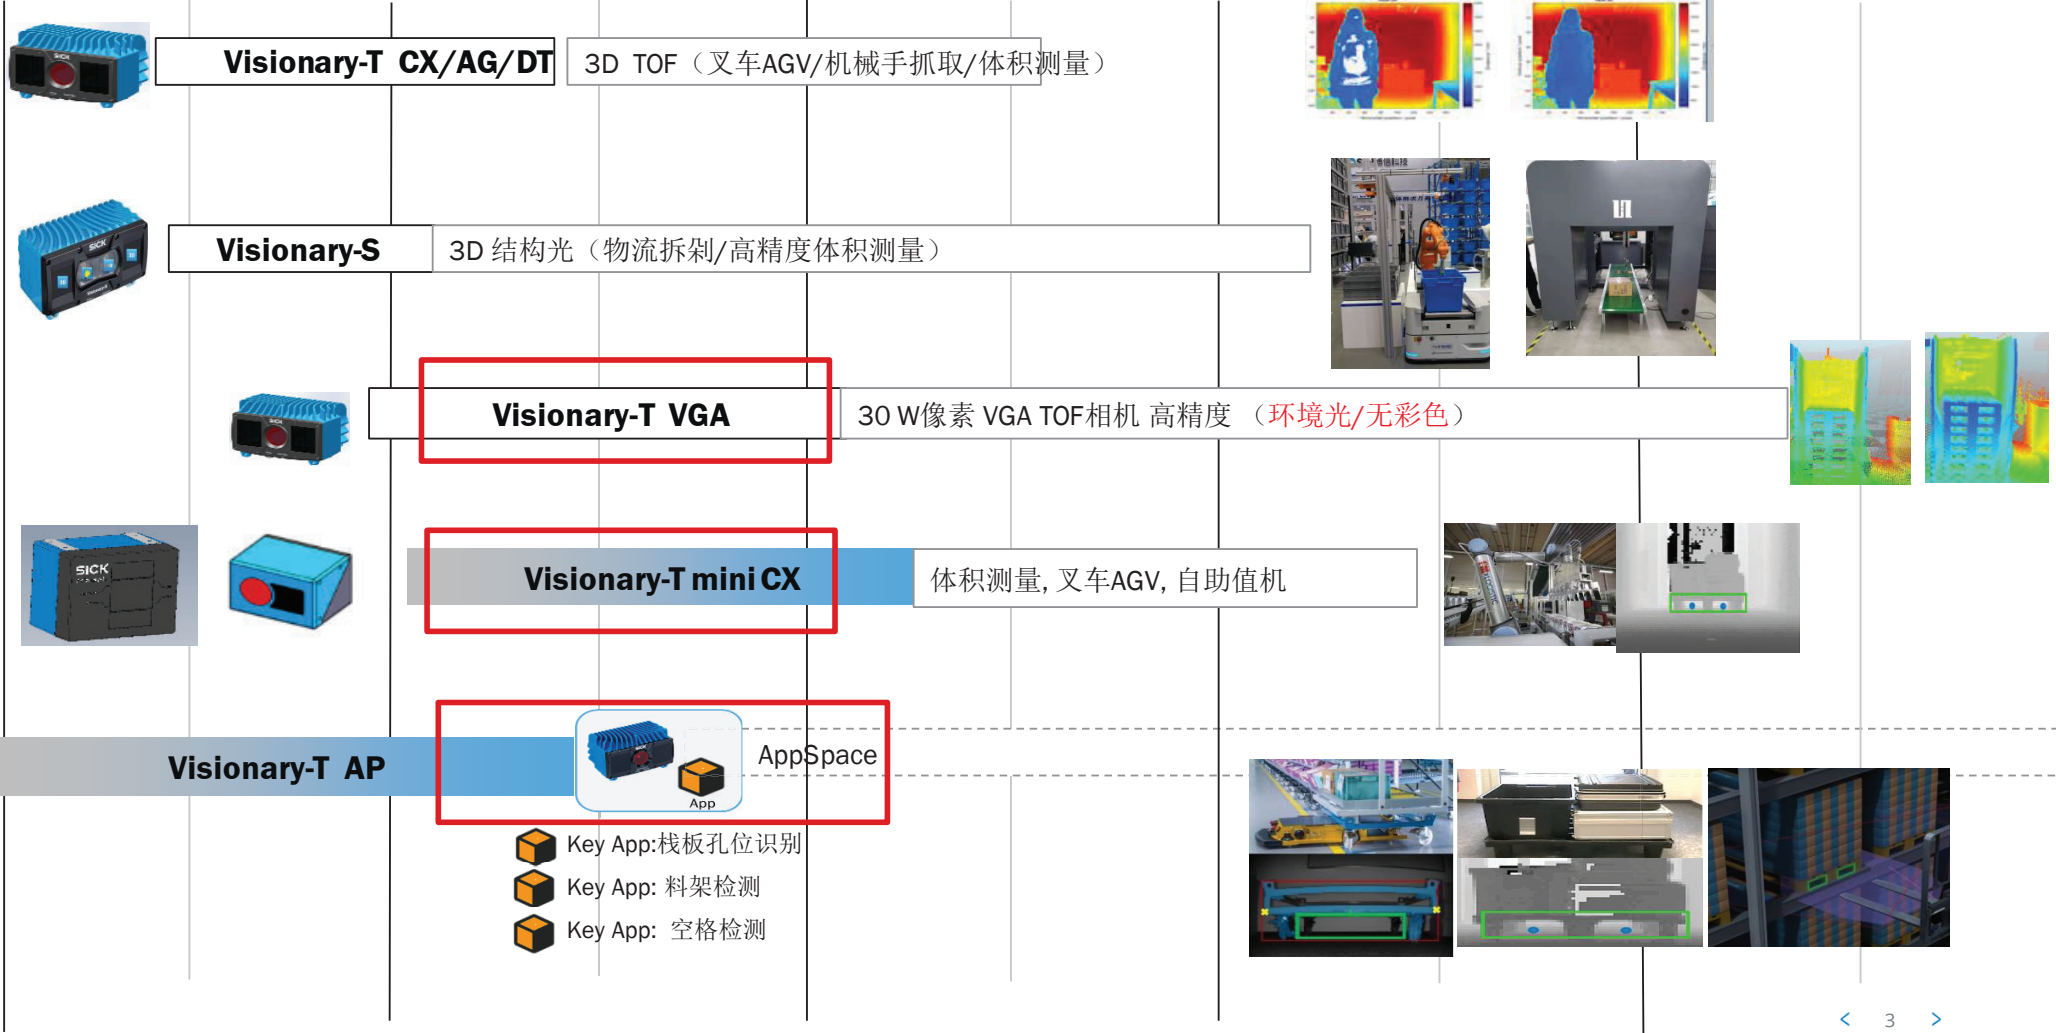 SICK
Visionary-T CX/AG/DT
3D TOF（叉车AGV/机械手抓取/体积测量）
SICK
Visionary-S
3D 结构光（物流拆剁/高精度体积测量）
SICK
Visionary-T VGA
30 W像素 VGA TOF相机 高精度 （环境光/无彩色）
SICK
Visionary-T mini CX
体积测量, 叉车AGV, 自助值机
Visionary-T AP
SICK
App
AppSpace
Key App:栈板孔位识别
Key App: 料架检测
Key App: 空格检测
< 3 >